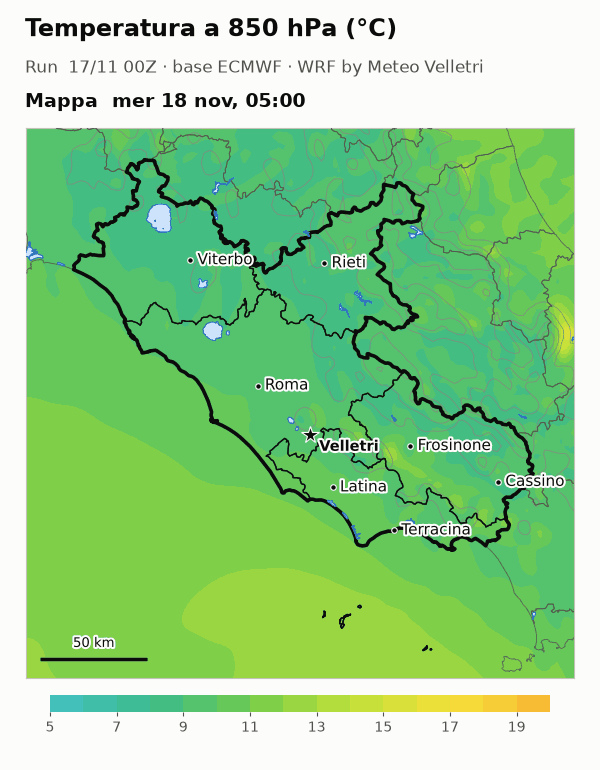 Temperatura a 850 hPa (°C)
Run  17/11 00Z · base ECMWF · WRF by Meteo Velletri
Mappa  mer 18 nov, 05:00
Viterbo
Rieti
Roma
Velletri
Frosinone
Cassino
Latina
Terracina
50 km
5 7 9 11 13 15 17 19